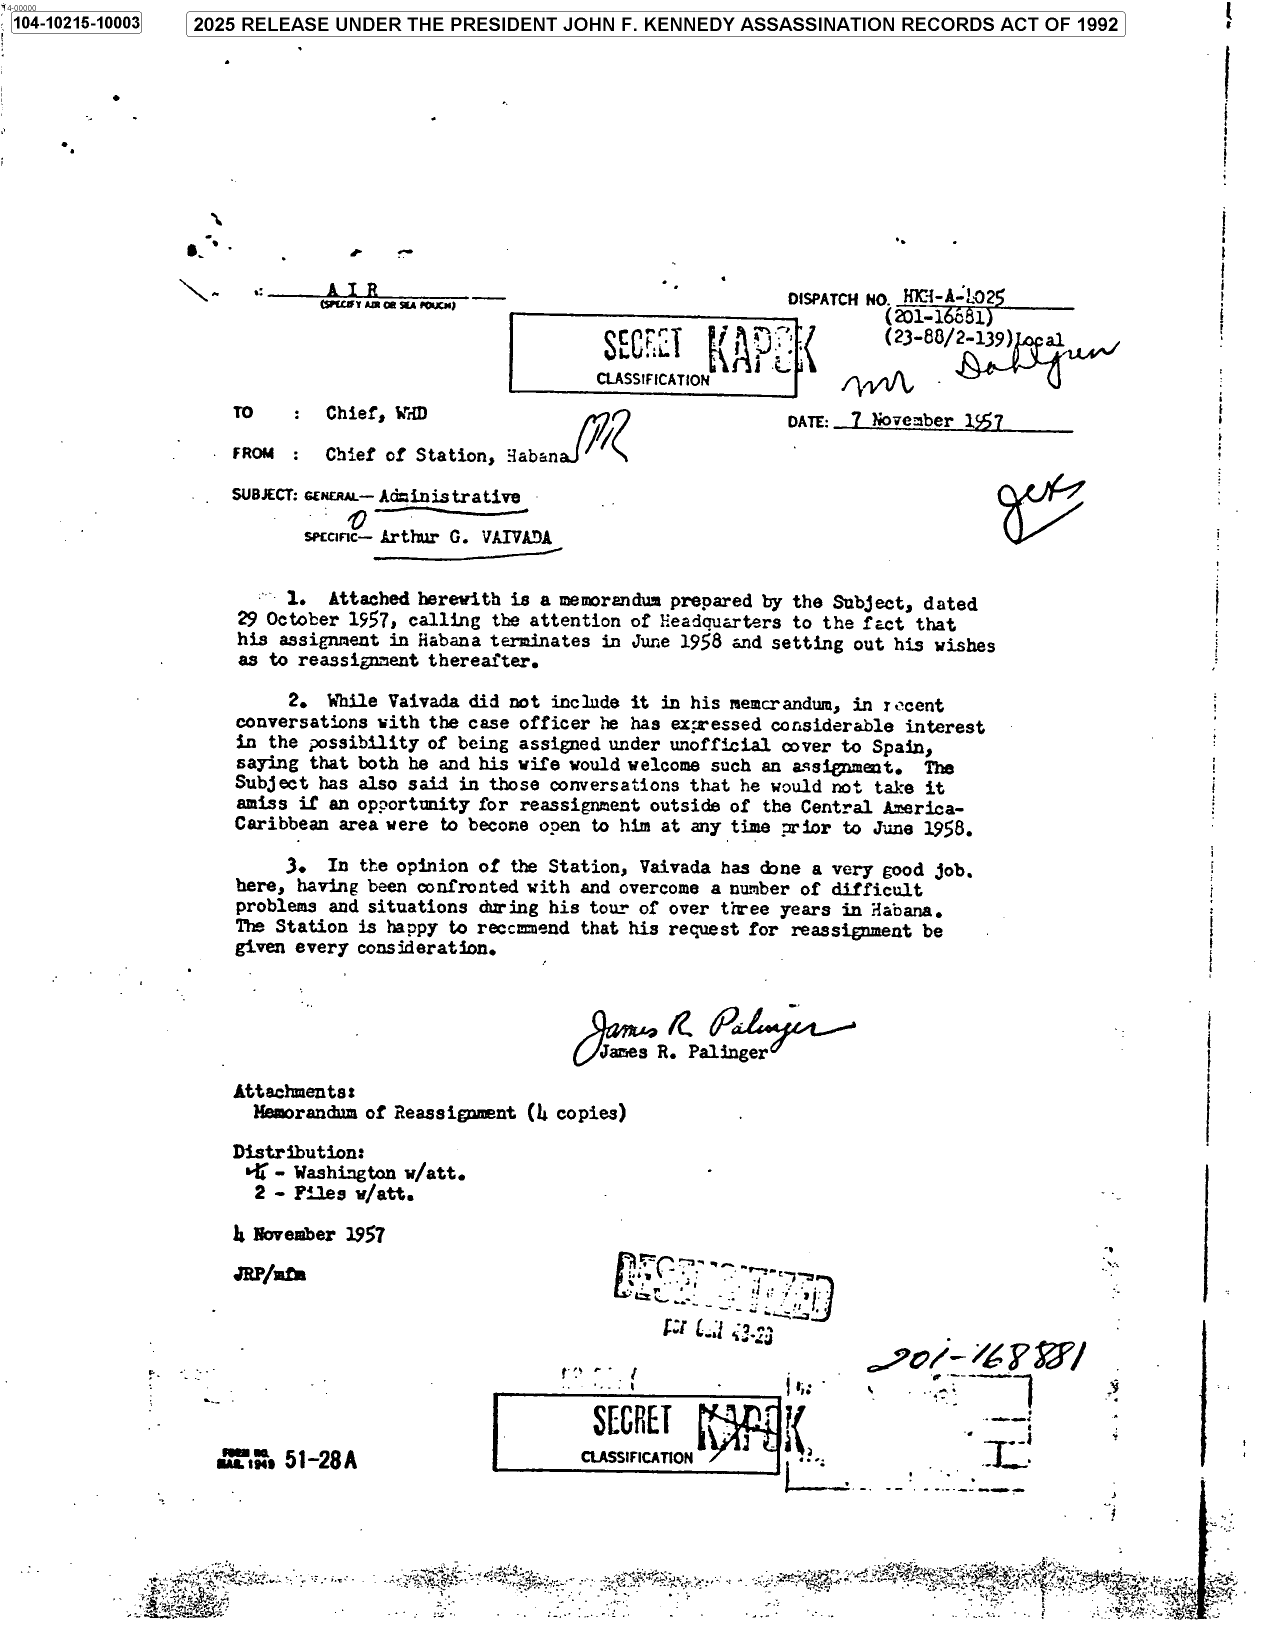 14-00000
104-10215-10003
2025 RELEASE UNDER THE PRESIDENT JOHN F. KENNEDY ASSASSINATION RECORDS ACT OF 1992
AIR
(SPECIFY AIR OR SEA POUCH)
DISPATCH NO. HKH-A-1025
(201-16881)
(23-88/2-139)Local
SECRET KAPOK
CLASSIFICATION
Mr. Dahlgren
TO : Chief, WHD
MR
DATE: 7 November 1957
FROM : Chief of Station, Habana
SUBJECT: GENERAL— Administrative
SPECIFIC— Arthur G. VAIVADA
1. Attached herewith is a memorandum prepared by the Subject, dated
29 October 1957, calling the attention of Headquarters to the fact that
his assignment in Habana terminates in June 1958 and setting out his wishes
as to reassignment thereafter.
2. While Vaivada did not include it in his memorandum, in recent
conversations with the case officer he has expressed considerable interest
in the possibility of being assigned under unofficial cover to Spain,
saying that both he and his wife would welcome such an assignment. The
Subject has also said in those conversations that he would not take it
amiss if an opportunity for reassignment outside of the Central America-
Caribbean area were to become open to him at any time prior to June 1958.
3. In the opinion of the Station, Vaivada has done a very good job.
here, having been confronted with and overcome a number of difficult
problems and situations during his tour of over three years in Habana.
The Station is happy to recommend that his request for reassignment be
given every consideration.
James R. Palinger
James R. Palinger
Attachments:
Memorandum of Reassignment (4 copies)
Distribution:
4 - Washington w/att.
2 - Files w/att.
4 November 1957
JRP/mfm
DESENSITIZED
per CSI 43-23
201-168881
SECRET KAPOK
CLASSIFICATION
FORM NO.
MAR. 1949 51-28A
I